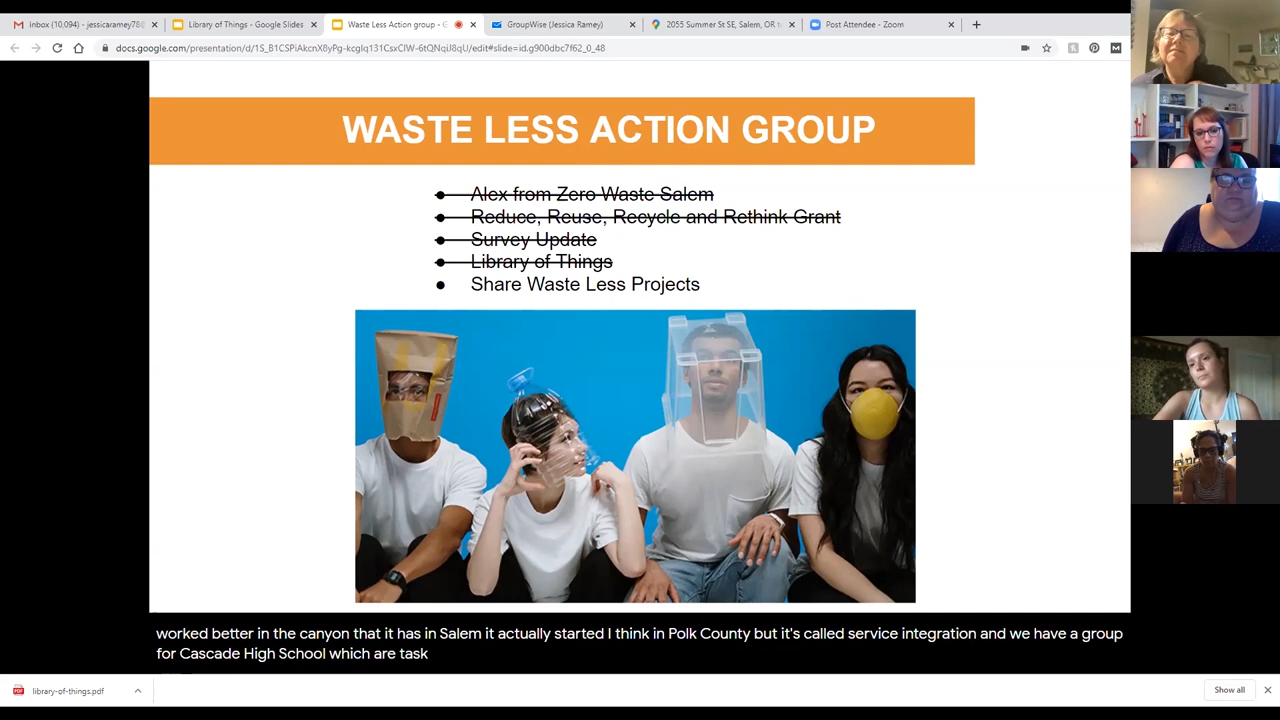 Inbox (10,094) - jessicaramey78@
Library of Things - Google Slides
Waste Less Action group - G
GroupWise (Jessica Ramey)
2055 Summer St SE, Salem, OR
Post Attendee - Zoom
docs.google.com/presentation/d/1S_B1CSPiAkcnX8yPg-kcgIq131CsxClW-6tQNqiJ8qU/edit#slide=id.g900dbc7f62_0_48
WASTE LESS ACTION GROUP
● Alex from Zero Waste Salem
● Reduce, Reuse, Recycle and Rethink Grant
● Survey Update
● Library of Things
● Share Waste Less Projects
worked better in the canyon that it has in Salem it actually started I think in Polk County but it's called service integration and we have a group
for Cascade High School which are task
library-of-things.pdf
Show all